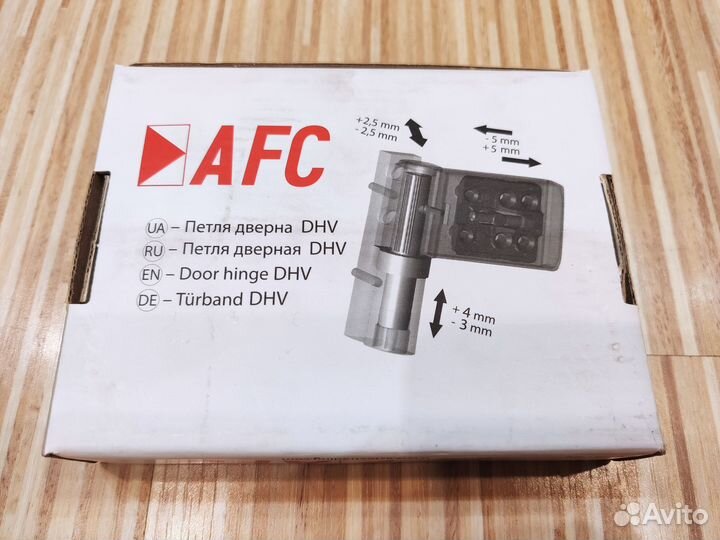 AFC
UA – Петля дверна DHV
RU – Петля дверная DHV
EN – Door hinge DHV
DE – Türband DHV
+2,5 mm
- 2,5 mm
- 5 mm
+ 5 mm
+ 4 mm
- 3 mm
Avito